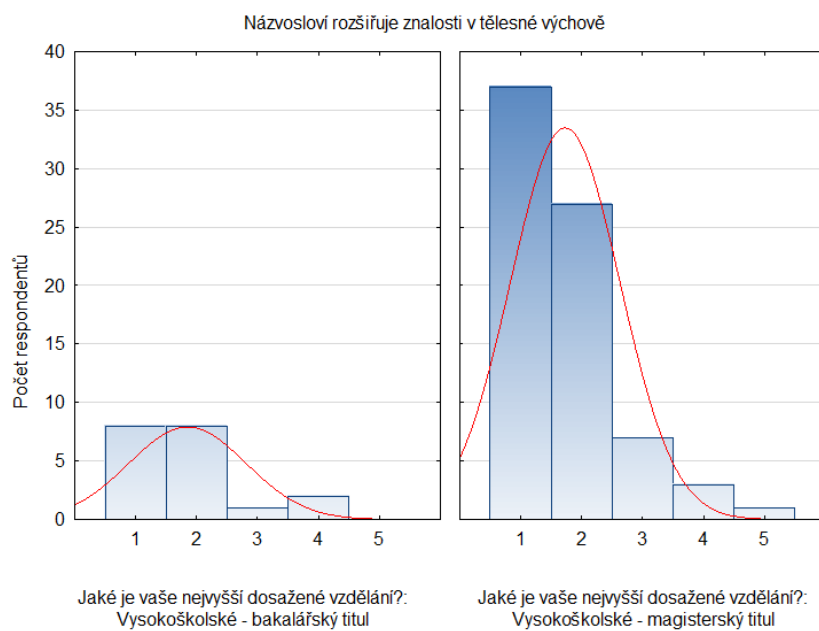 Názvosloví rozšiřuje znalosti v tělesné výchově
40
35
30
25
20
15
10
5
0
Počet respondentů
1 2 3 4 5
1 2 3 4 5
Jaké je vaše nejvyšší dosažené vzdělání?:
Vysokoškolské - bakalářský titul
Jaké je vaše nejvyšší dosažené vzdělání?:
Vysokoškolské - magisterský titul